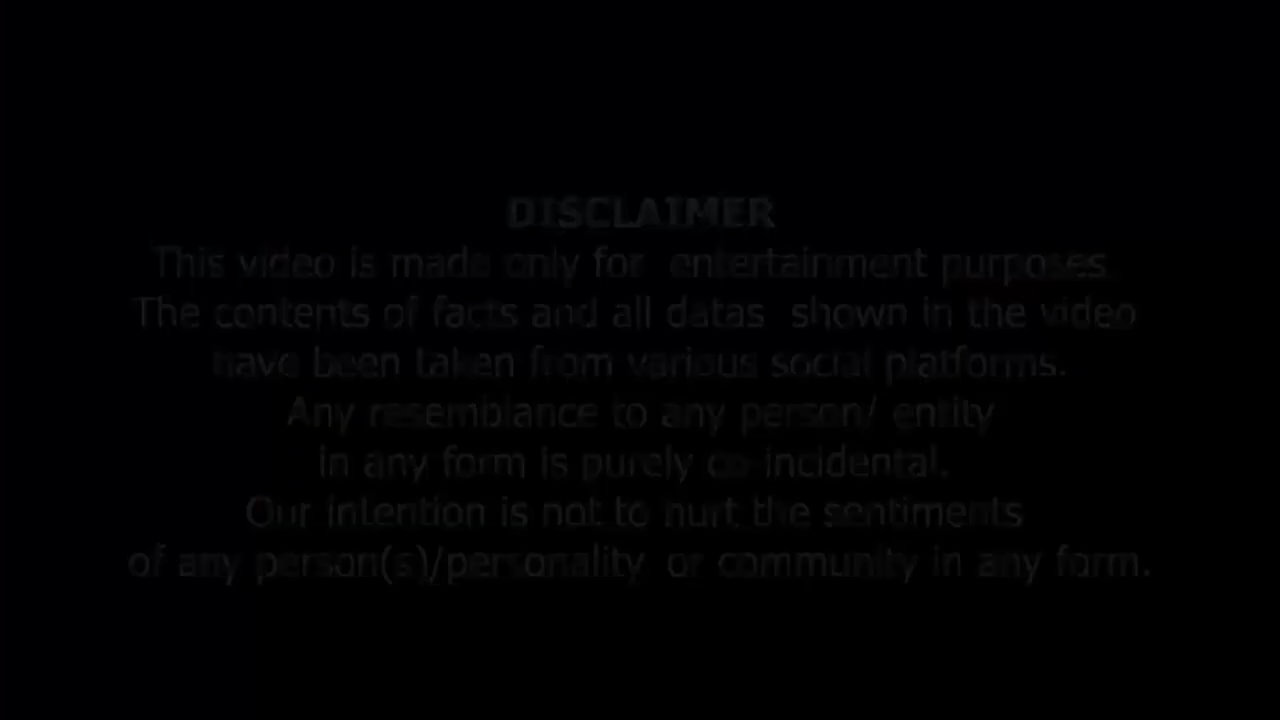 DISCLAIMER
This video is made only for entertainment purposes.
The contents of facts and all datas shown in the video
have been taken from various social platforms.
Any resemblance to any person/ entity
in any form is purely co-incidental.
Our intention is not to hurt the sentiments
of any person(s)/personality or community in any form.